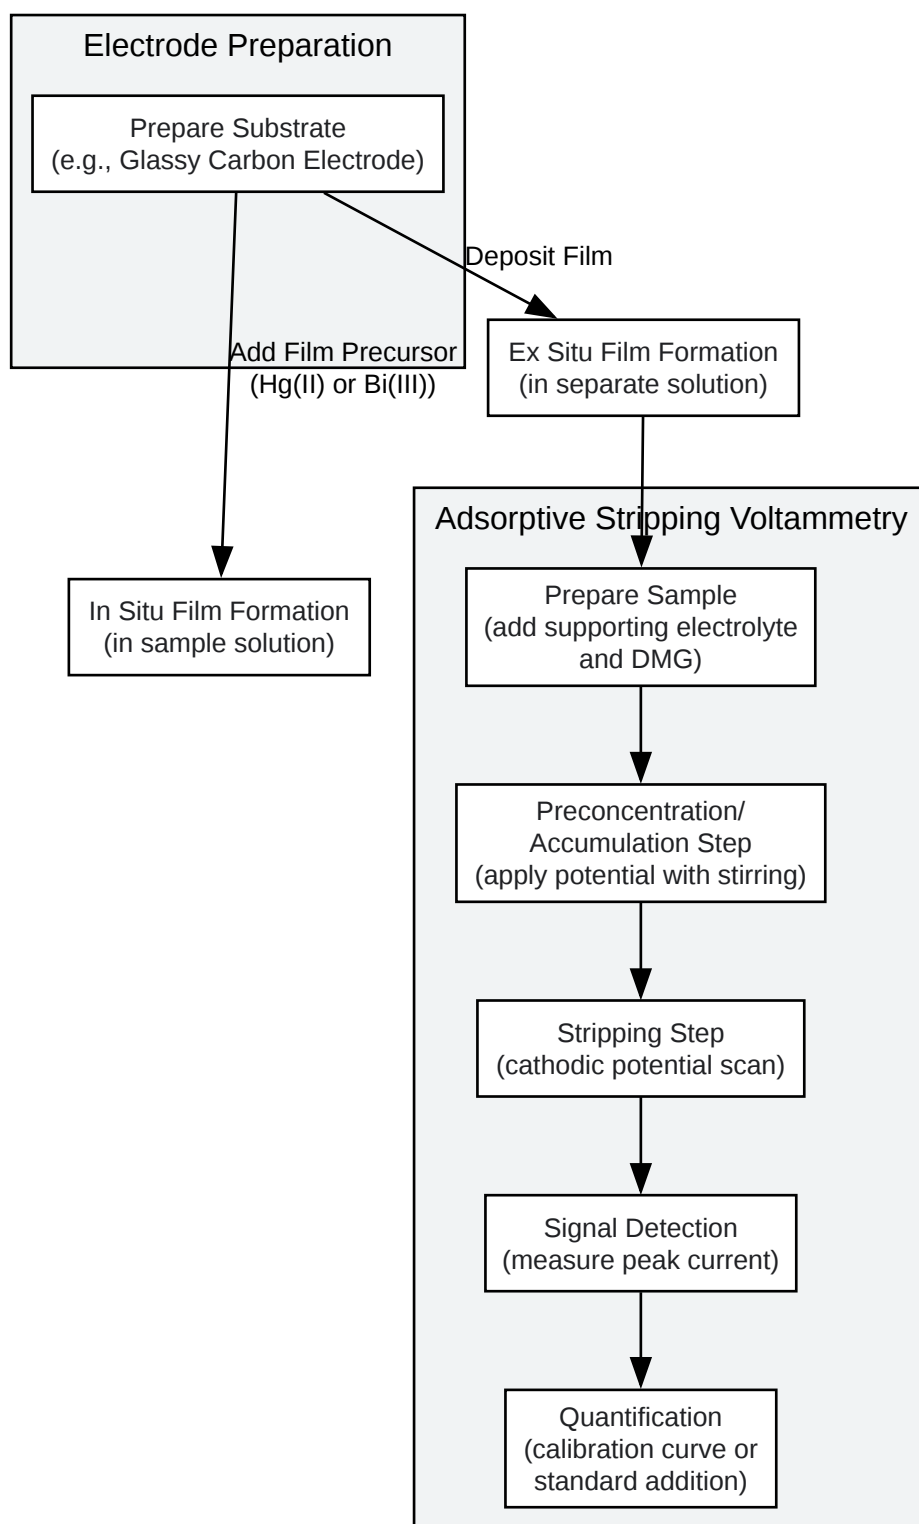 Electrode Preparation
Prepare Substrate
(e.g., Glassy Carbon Electrode)
Deposit Film
Add Film Precursor
(Hg(II) or Bi(III))
Ex Situ Film Formation
(in separate solution)
In Situ Film Formation
(in sample solution)
Adsorptive Stripping Voltammetry
Prepare Sample
(add supporting electrolyte
and DMG)
Preconcentration/
Accumulation Step
(apply potential with stirring)
Stripping Step
(cathodic potential scan)
Signal Detection
(measure peak current)
Quantification
(calibration curve or
standard addition)